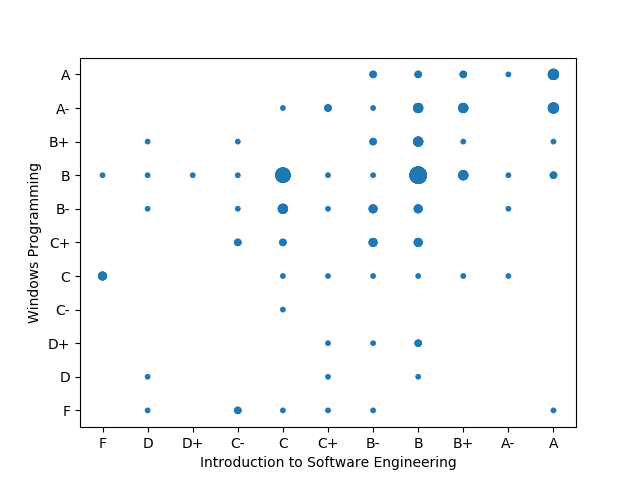 A
A-
B+
B
B-
C+
C
C-
D+
D
F
Windows Programming
F D D+ C- C C+ B- B B+ A- A
Introduction to Software Engineering